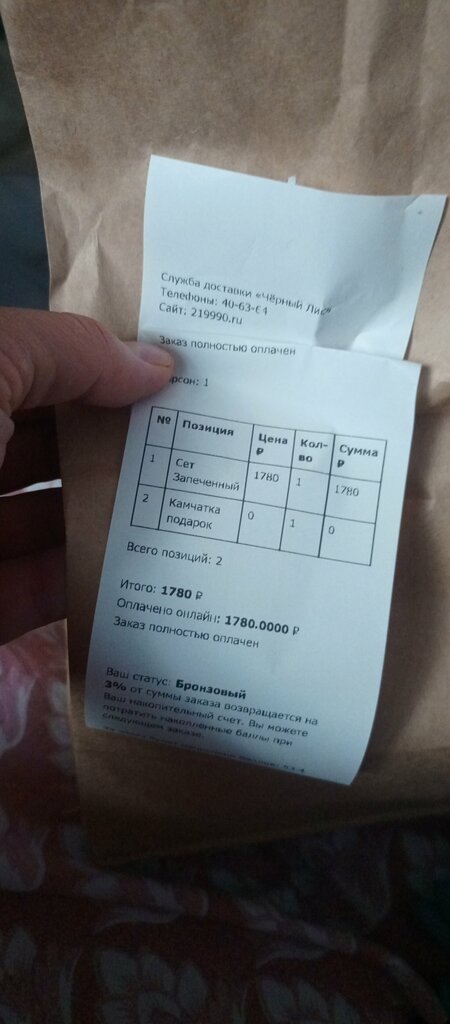 Служба доставки «Чёрный Лис»
Телефоны: 40-63-64
Сайт: 219990.ru
Заказ полностью оплачен
рсон: 1
№ Позиция Цена ₽ Кол-во Сумма ₽
1 Сет Запеченный 1780 1 1780
2 Камчатка подарок 0 1 0
Всего позиций: 2
Итого: 1780 ₽
Оплачено онлайн: 1780.0000 ₽
Заказ полностью оплачен
Ваш статус: Бронзовый
3% от суммы заказа возвращается на
Ваш накопительный счет. Вы можете
потратить накопленные баллы при
следующем заказе.